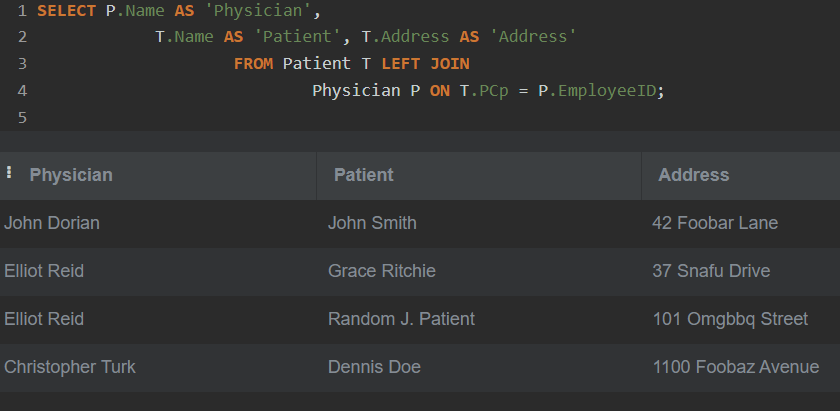 1 SELECT P.Name AS 'Physician',
2 T.Name AS 'Patient', T.Address AS 'Address'
3 FROM Patient T LEFT JOIN
4 Physician P ON T.PCp = P.EmployeeID;
5
Physician Patient Address
John Dorian John Smith 42 Foobar Lane
Elliot Reid Grace Ritchie 37 Snafu Drive
Elliot Reid Random J. Patient 101 Omgbbq Street
Christopher Turk Dennis Doe 1100 Foobaz Avenue